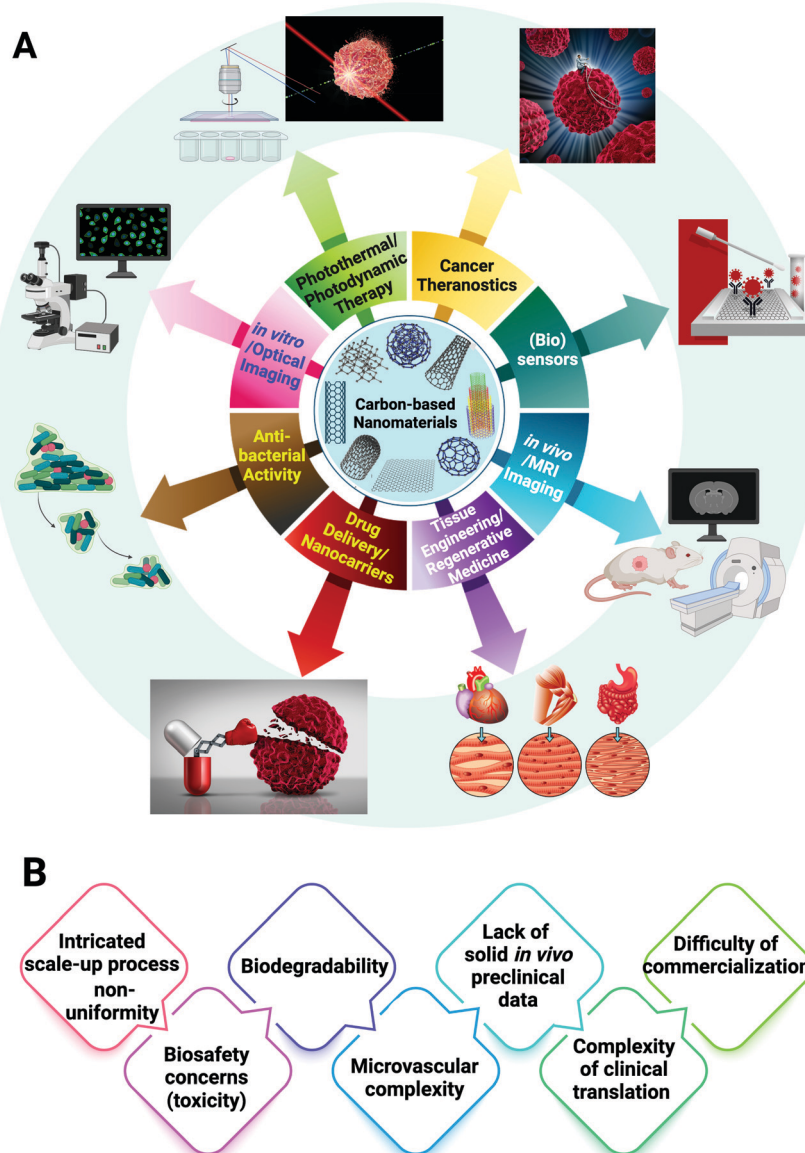 A
Photothermal/
Photodynamic
Therapy
Cancer
Theranostics
(Bio)
sensors
in vivo
/MRI
Imaging
Tissue
Engineering/
Regenerative
Medicine
Drug
Delivery/
Nanocarriers
Anti-
bacterial
Activity
in vitro
/Optical
Imaging
Carbon-based
Nanomaterials
B
Intricated
scale-up process
non-
uniformity
Biosafety
concerns
(toxicity)
Biodegradability
Microvascular
complexity
Lack of
solid in vivo
preclinical
data
Complexity
of clinical
translation
Difficulty of
commercialization